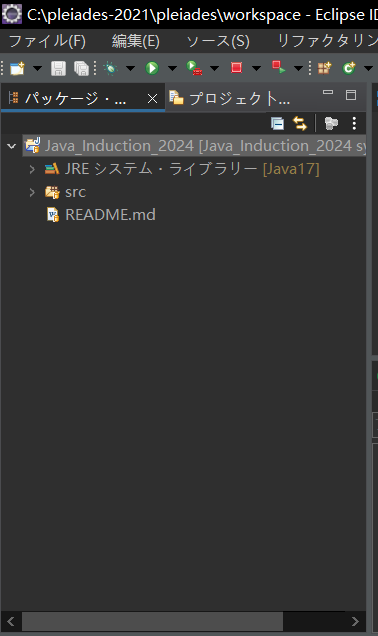 C:\pleiades-2021\pleiades\workspace - Eclipse ID
ファイル(F) 編集(E) ソース(S) リファクタリン
パッケージ・... プロジェクト...
Java_Induction_2024 [Java_Induction_2024 sy
JRE システム・ライブラリー [Java17]
src
README.md